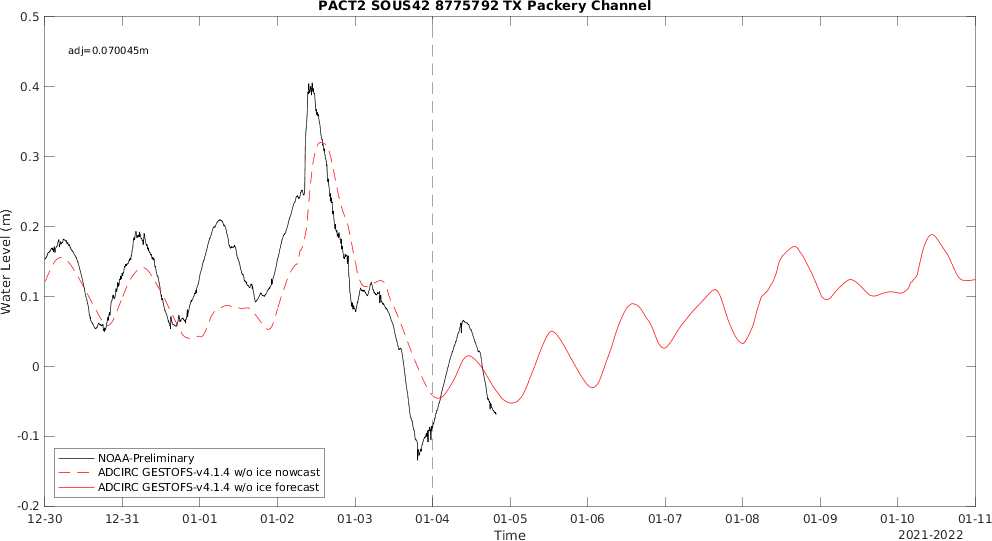 PACT2 SOUS42 8775792 TX Packery Channel
adj=0.070045m
Water Level (m)
0.5
0.4
0.3
0.2
0.1
0
-0.1
-0.2
NOAA-Preliminary
ADCIRC GESTOFS-v4.1.4 w/o ice nowcast
ADCIRC GESTOFS-v4.1.4 w/o ice forecast
12-30 12-31 01-01 01-02 01-03 01-04 01-05 01-06 01-07 01-08 01-09 01-10 01-11
Time
2021-2022